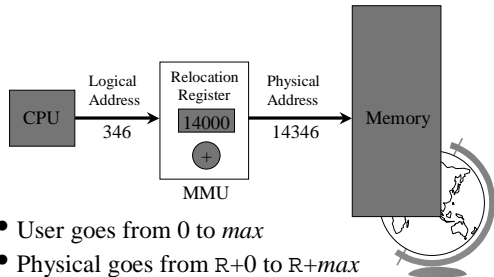 Logical
Address
346
CPU
Relocation
Register
14000
+
MMU
Physical
Address
14346
Memory
• User goes from 0 to max
• Physical goes from R+0 to R+max